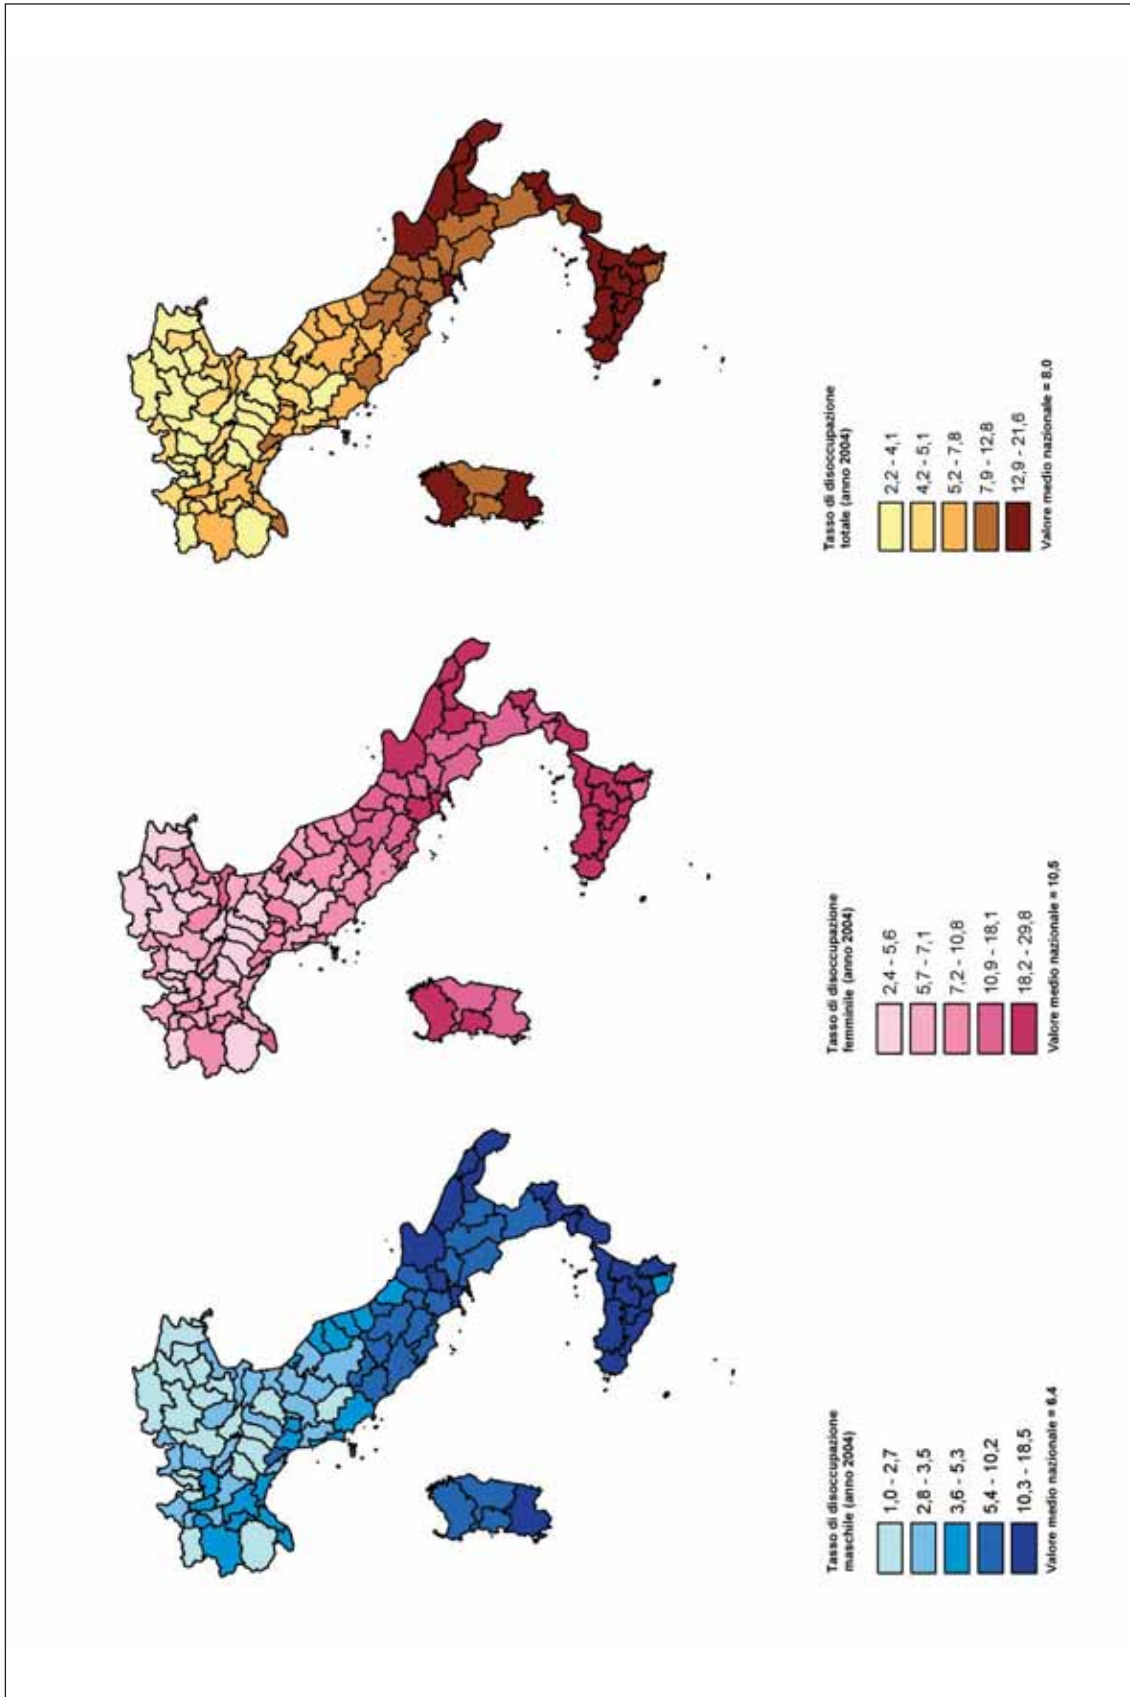 Tasso di disoccupazione
maschile (anno 2004)
1,0 - 2,7
2,8 - 3,5
3,6 - 5,3
5,4 - 10,2
10,3 - 18,5
Valore medio nazionale = 6,4
Tasso di disoccupazione
femminile (anno 2004)
2,4 - 5,6
5,7 - 7,1
7,2 - 10,8
10,9 - 18,1
18,2 - 29,8
Valore medio nazionale = 10,5
Tasso di disoccupazione
totale (anno 2004)
2,2 - 4,1
4,2 - 5,1
5,2 - 7,8
7,9 - 12,8
12,9 - 21,6
Valore medio nazionale = 8,0